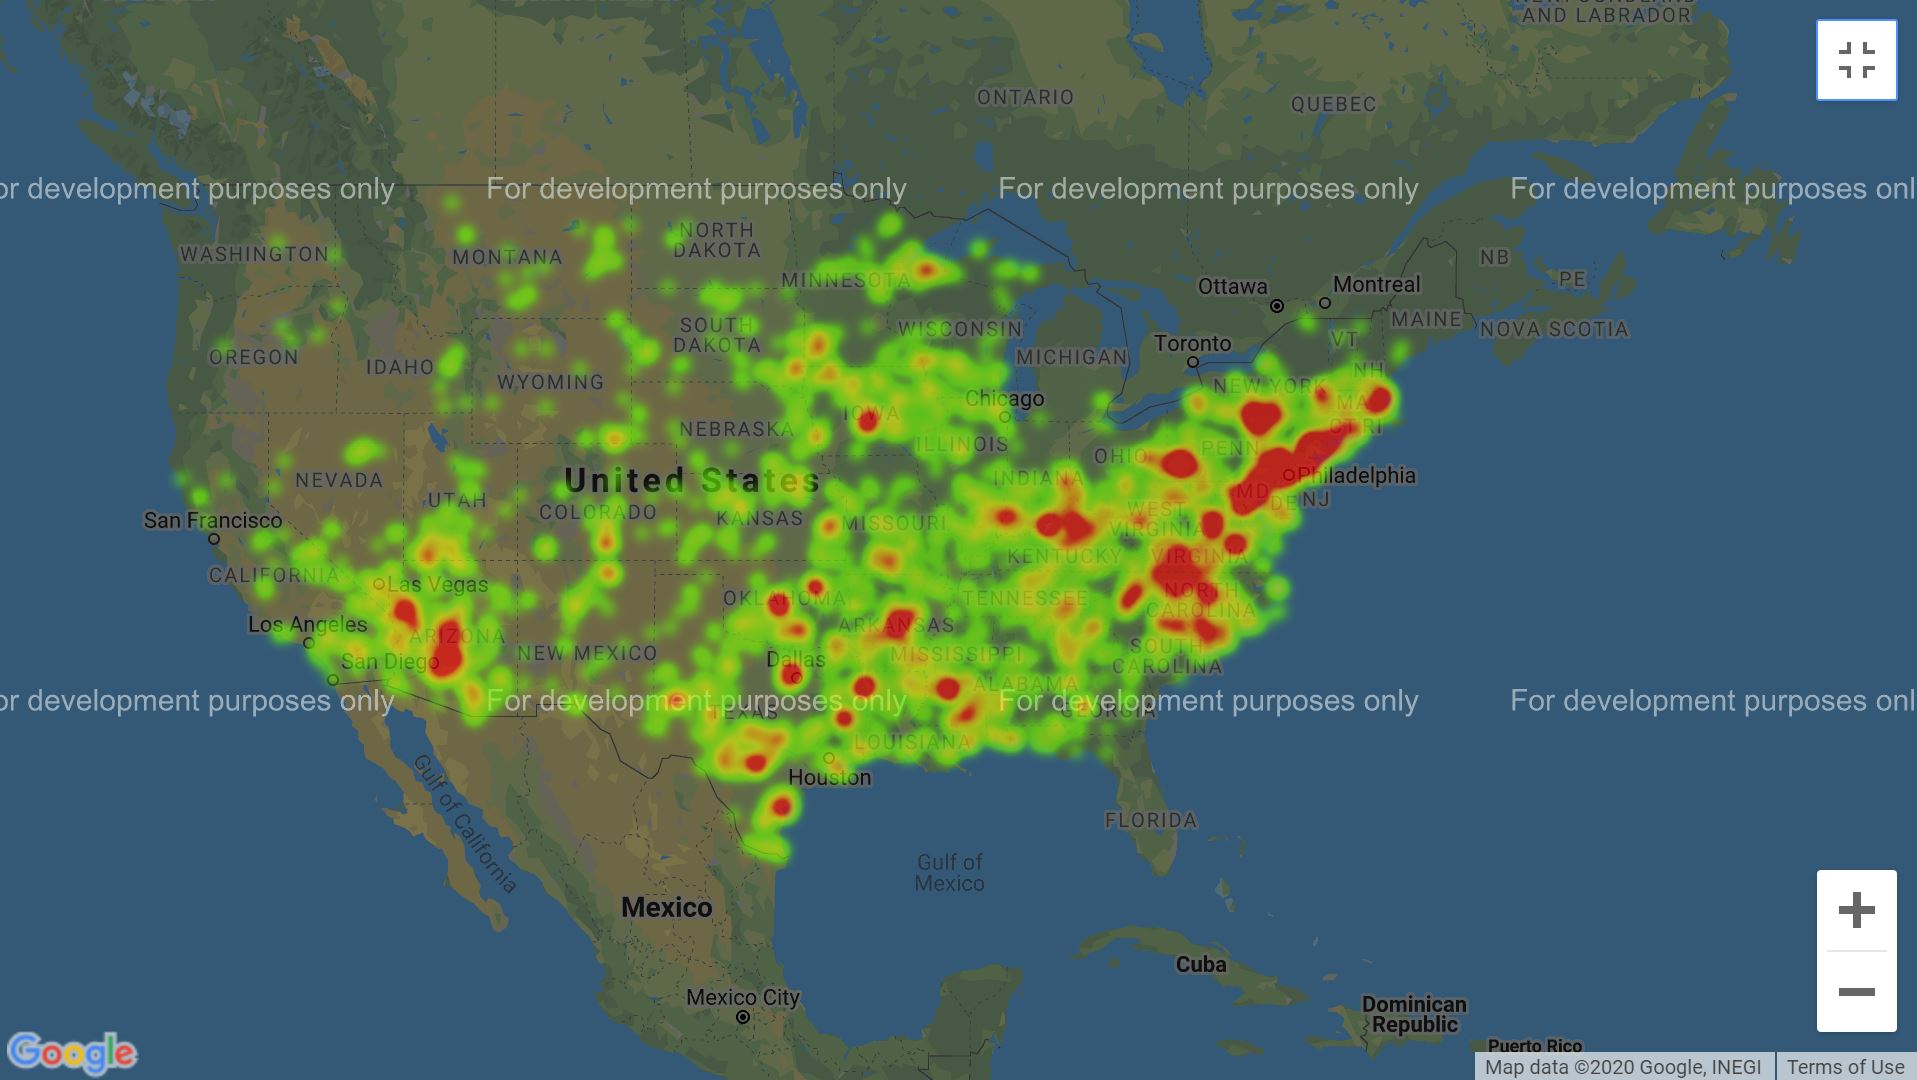 NEWFOUNDLAND
AND LABRADOR
ONTARIO
QUEBEC
or development purposes only
For development purposes only
For development purposes only
For development purposes onl
WASHINGTON
MONTANA
NORTH
DAKOTA
MINNESOTA
NB
PE
Ottawa
Montreal
MAINE
NOVA SCOTIA
SOUTH
DAKOTA
WISCONSIN
MICHIGAN
Toronto
VT
NH
OREGON
IDAHO
WYOMING
NEW YORK
MA
CT RI
Chicago
IOWA
NEBRASKA
ILLINOIS
INDIANA
OHIO
PENN
Philadelphia
MD
DE
NJ
United States
NEVADA
UTAH
COLORADO
KANSAS
MISSOURI
WEST
VIRGINIA
KENTUCKY
VIRGINIA
San Francisco
CALIFORNIA
Las Vegas
OKLAHOMA
TENNESSEE
NORTH
CAROLINA
Los Angeles
ARIZONA
NEW MEXICO
ARKANSAS
San Diego
Dallas
MISSISSIPPI
SOUTH
CAROLINA
ALABAMA
or development purposes only
For development purposes only
For development purposes only
For development purposes onl
TEXAS
GEORGIA
LOUISIANA
Houston
Gulf of California
FLORIDA
Gulf of
Mexico
Mexico
Cuba
Mexico City
Dominican
Republic
Puerto Rico
Google
Map data ©2020 Google, INEGI
Terms of Use